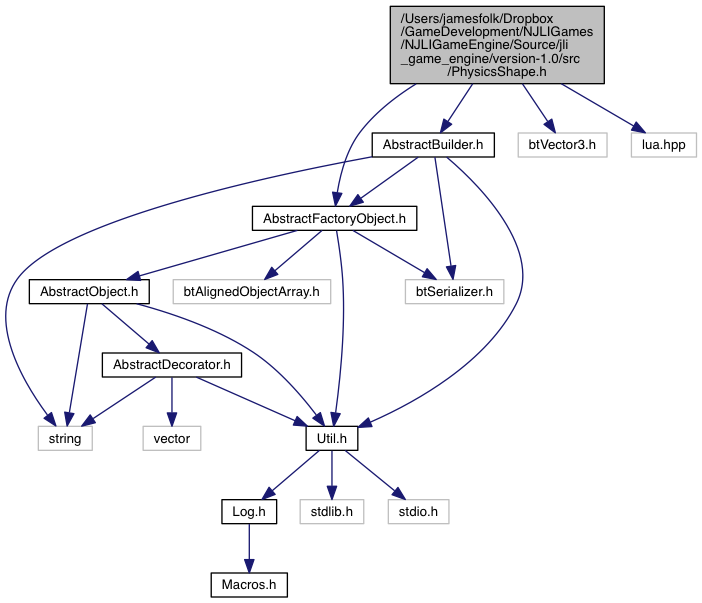 /Users/jamesfolk/Dropbox
/GameDevelopment/NJLIGames
/NJLIGameEngine/Source/jli
_game_engine/version-1.0/src
/PhysicsShape.h
AbstractBuilder.h
btVector3.h
lua.hpp
AbstractFactoryObject.h
AbstractObject.h
btAlignedObjectArray.h
btSerializer.h
AbstractDecorator.h
string
vector
Util.h
Log.h
stdlib.h
stdio.h
Macros.h